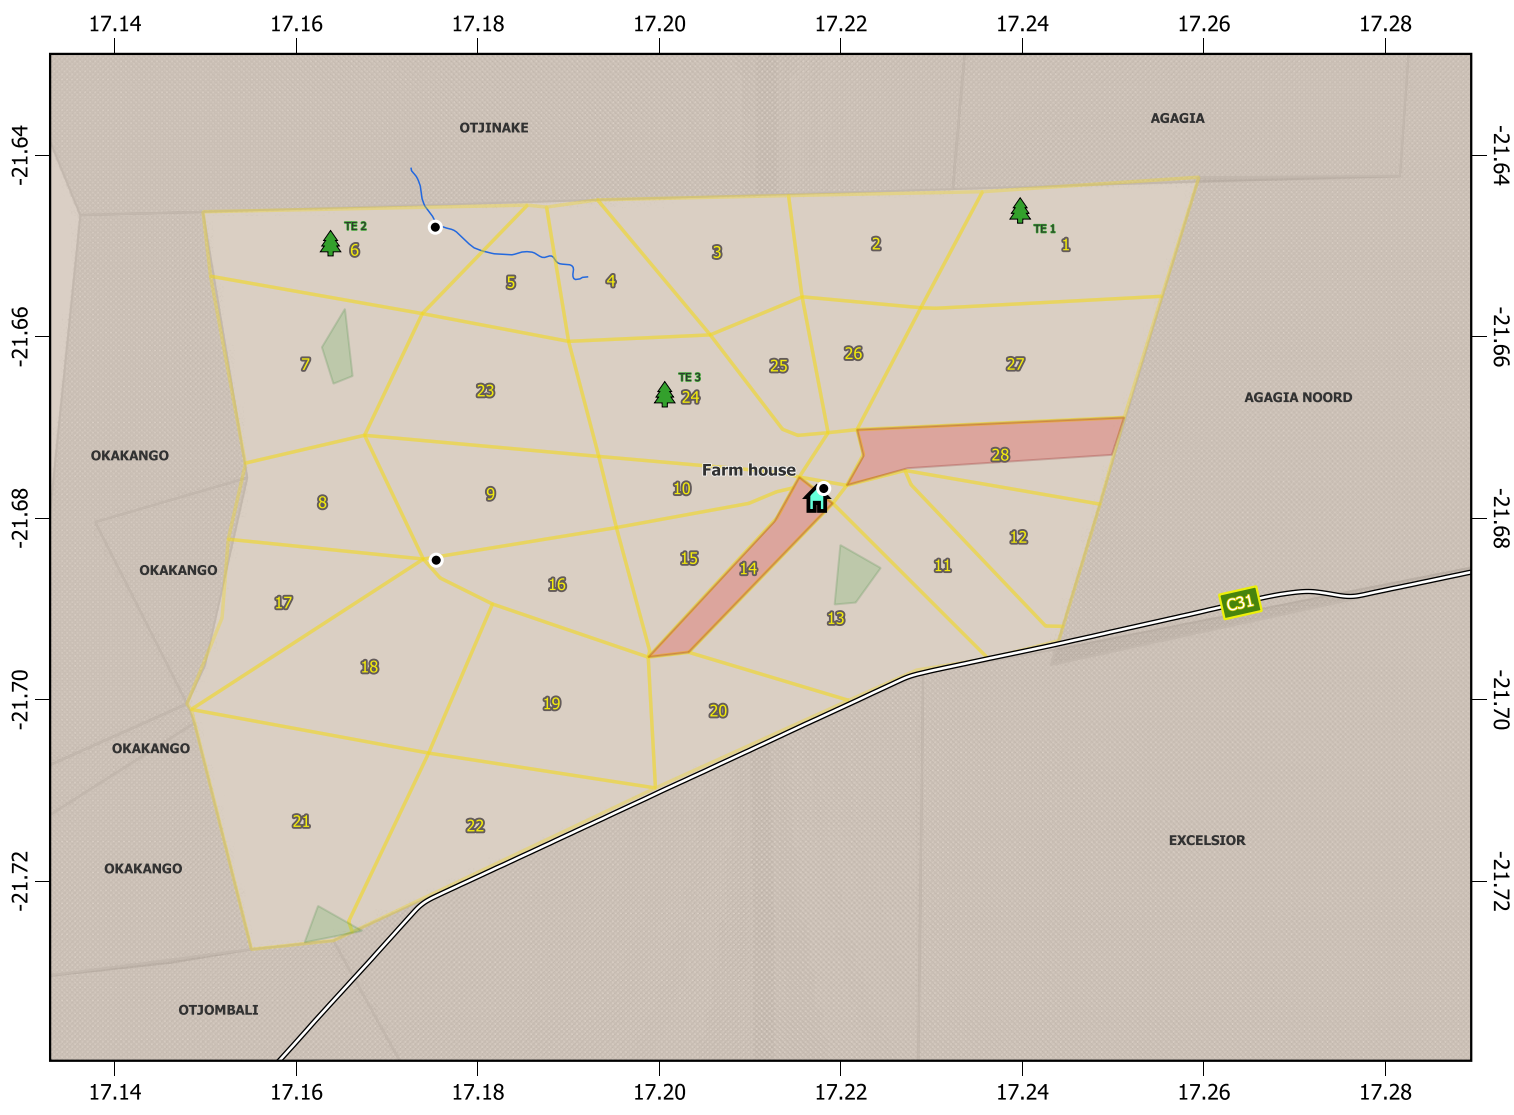 17.14 17.16 17.18 17.20 17.22 17.24 17.26 17.28
AGAGIA
OTJINAKE
-21.64 -21.64
TE 2
TE 1
6
2
1
3
5
4
-21.66 -21.66
26
7
27
25
TE 3
23
24
AGAGIA NOORD
OKAKANGO
28
Farm house
10
9
8
-21.68 -21.68
12
15
11
14
OKAKANGO
16
17
C31
13
18
-21.70 -21.70
19
20
OKAKANGO
21
22
EXCELSIOR
OKAKANGO
-21.72 -21.72
OTJOMBALI
17.14 17.16 17.18 17.20 17.22 17.24 17.26 17.28